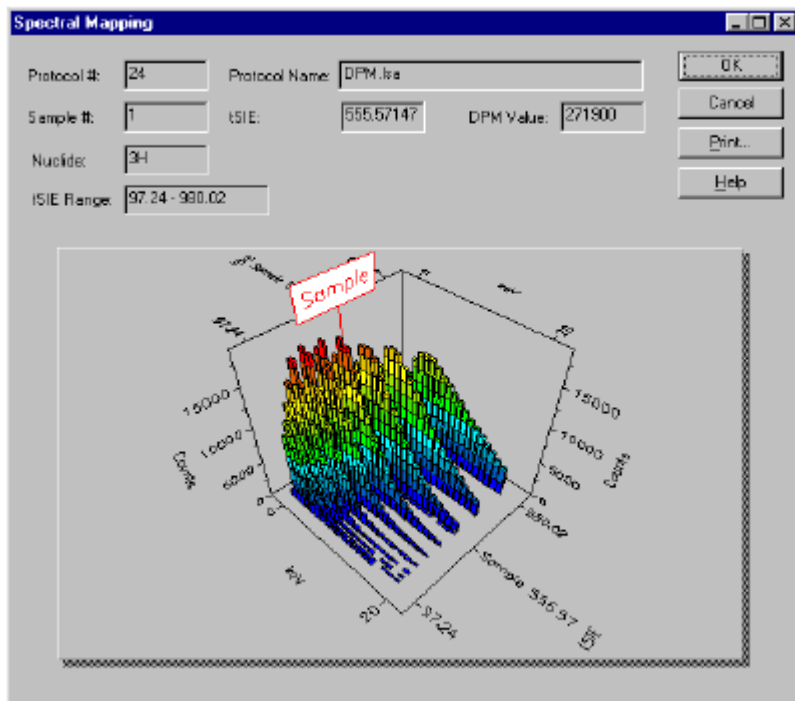 Spectral Mapping
Protocol #: 24 Protocol Name: DPM.lsa OK
Sample #: 1 tSIE: 555.57147 DPM Value: 271900 Cancel
Nuclide: 3H Print...
tSIE Range: 97.24 - 980.02 Help
Sample
97.24
15000
10000
5000
0
Counts
15000
10000
5000
0
Counts
0
keV
20
97.24
Sample 555.57
980.02